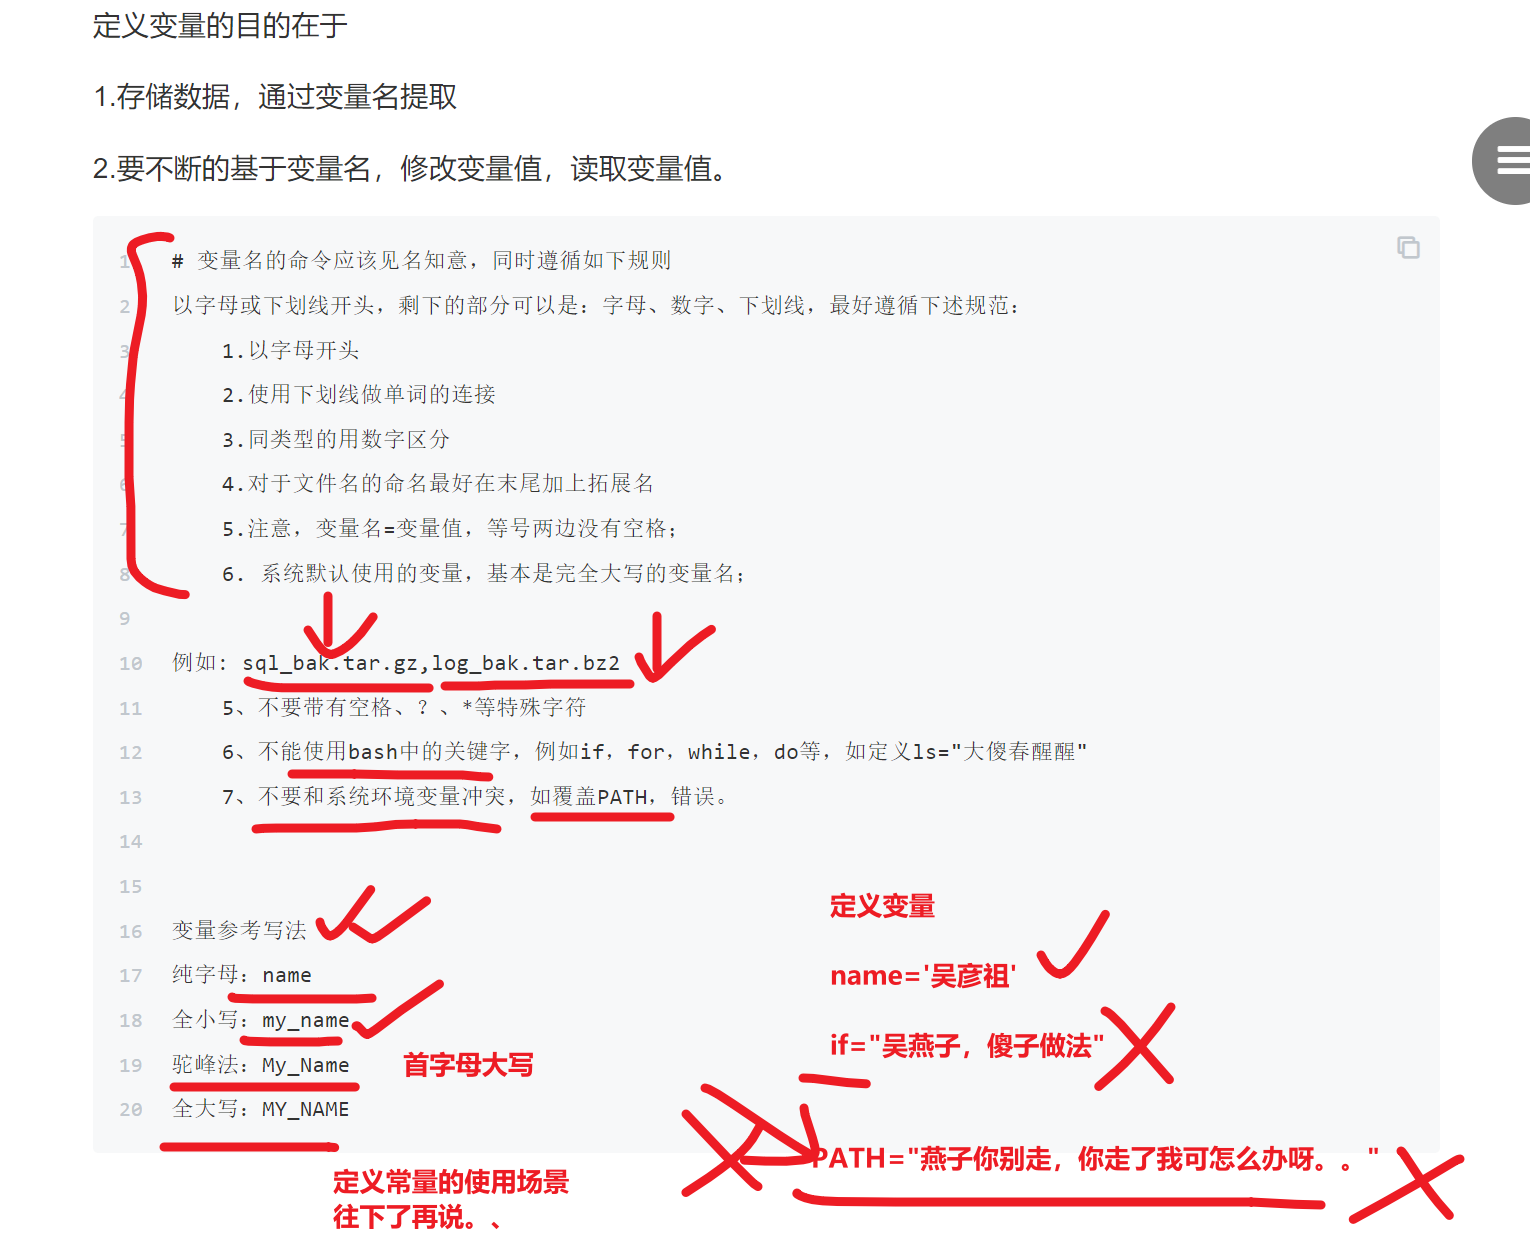 定义变量的目的在于
1.存储数据，通过变量名提取
2.要不断的基于变量名，修改变量值，读取变量值。
1 # 变量名的命令应该见名知意，同时遵循如下规则
2 以字母或下划线开头，剩下的部分可以是：字母、数字、下划线，最好遵循下述规范：
3 1.以字母开头
4 2.使用下划线做单词的连接
5 3.同类型的用数字区分
6 4.对于文件名的命名最好在末尾加上拓展名
7 5.注意，变量名=变量值，等号两边没有空格；
8 6. 系统默认使用的变量，基本是完全大写的变量名；
9
10 例如: sql_bak.tar.gz,log_bak.tar.bz2
11 5、不要带有空格、？、*等特殊字符
12 6、不能使用bash中的关键字，例如if，for，while，do等，如定义ls="大傻春醒醒"
13 7、不要和系统环境变量冲突，如覆盖PATH，错误。
14
15
定义变量
16 变量参考写法
17 纯字母：name
name='吴彦祖'
18 全小写：my_name
if="吴燕子，傻子做法"
19 驼峰法：My_Name
首字母大写
20 全大写：MY_NAME
PATH="燕子你别走，你走了我可怎么办呀。。"
定义常量的使用场景
往下了再说。、